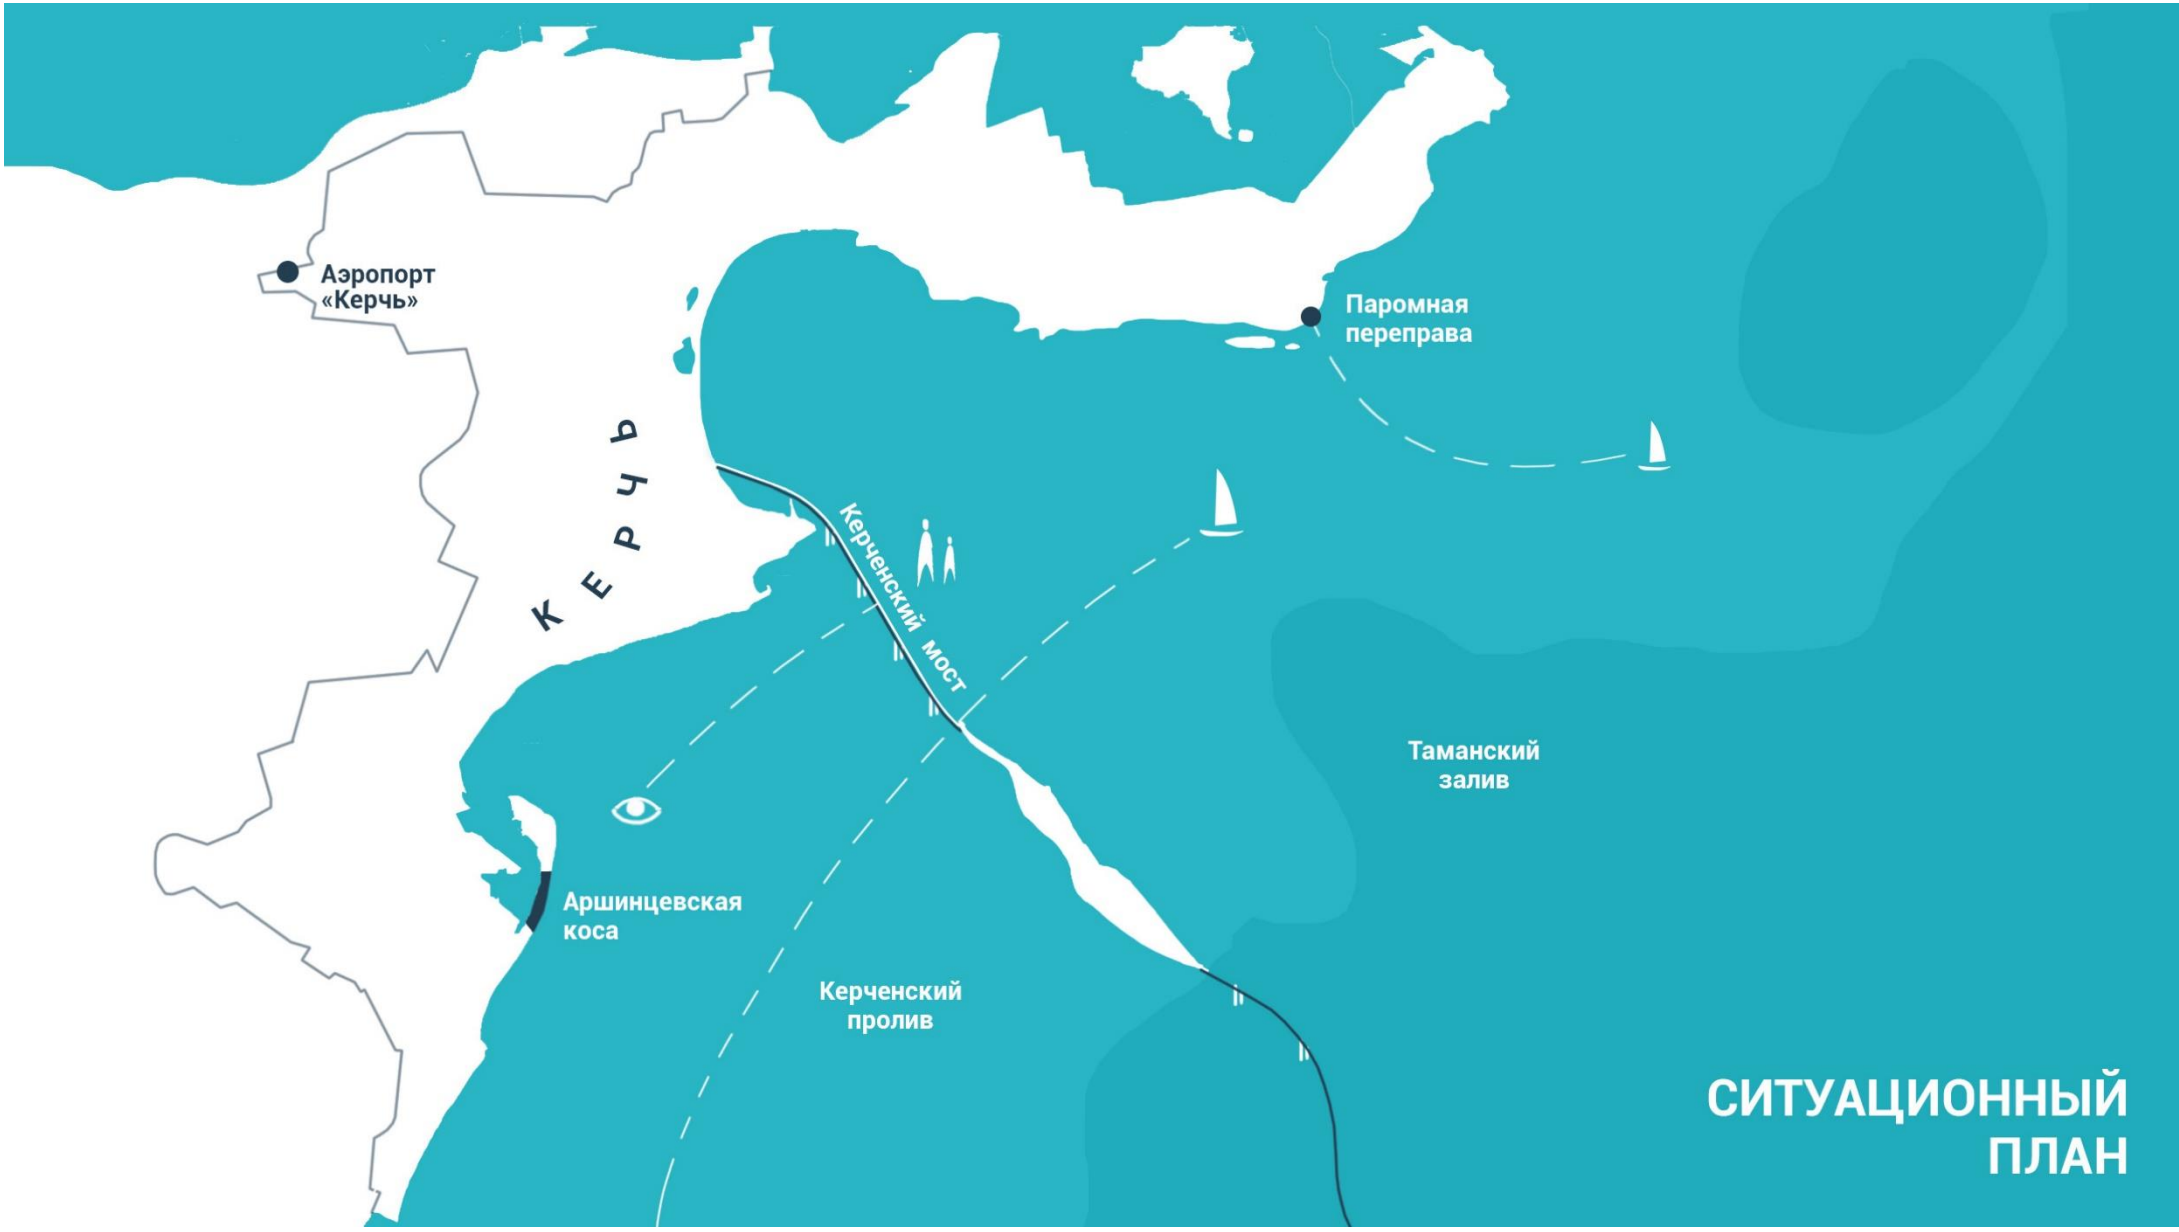 Аэропорт
«Керчь»
Паромная
переправа
КЕРЧЬ
Керченский мост
Таманский
залив
Аршинцевская
коса
Керченский
пролив
СИТУАЦИОННЫЙ
ПЛАН